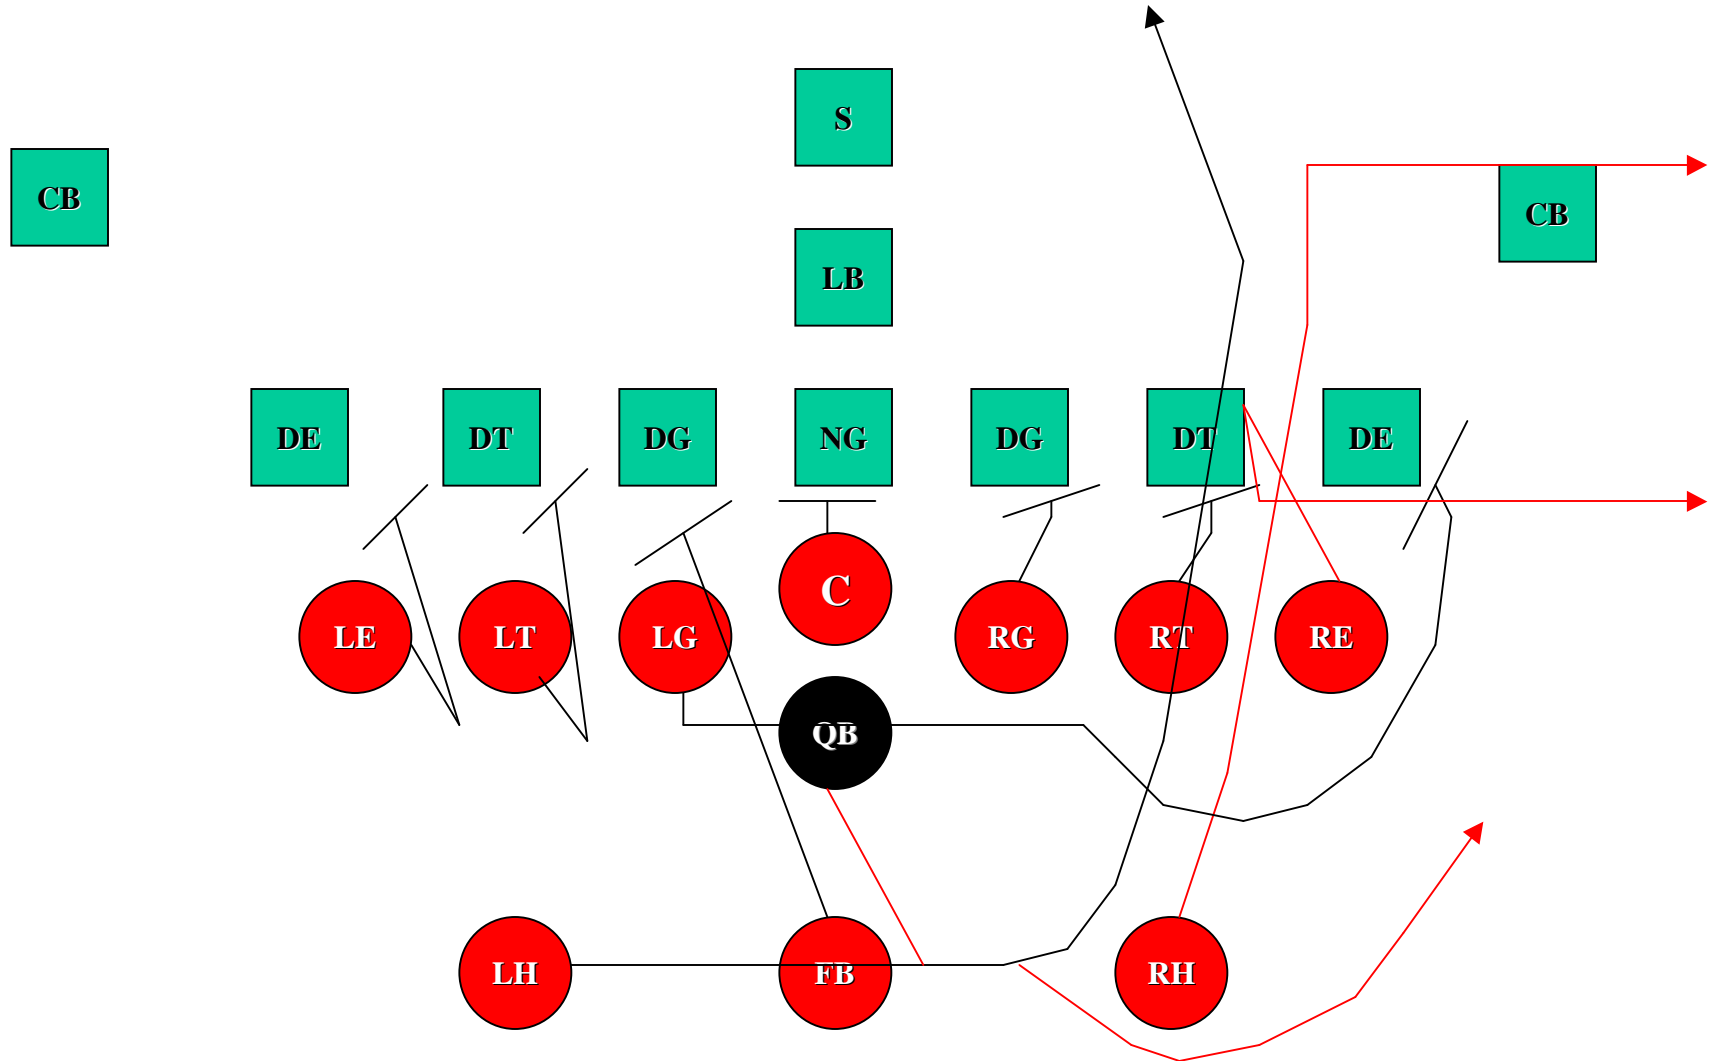 S
CB
CB
LB
DE
DT
DG
NG
DG
DT
DE
C
LE
LT
LG
RG
RT
RE
QB
LH
FB
RH